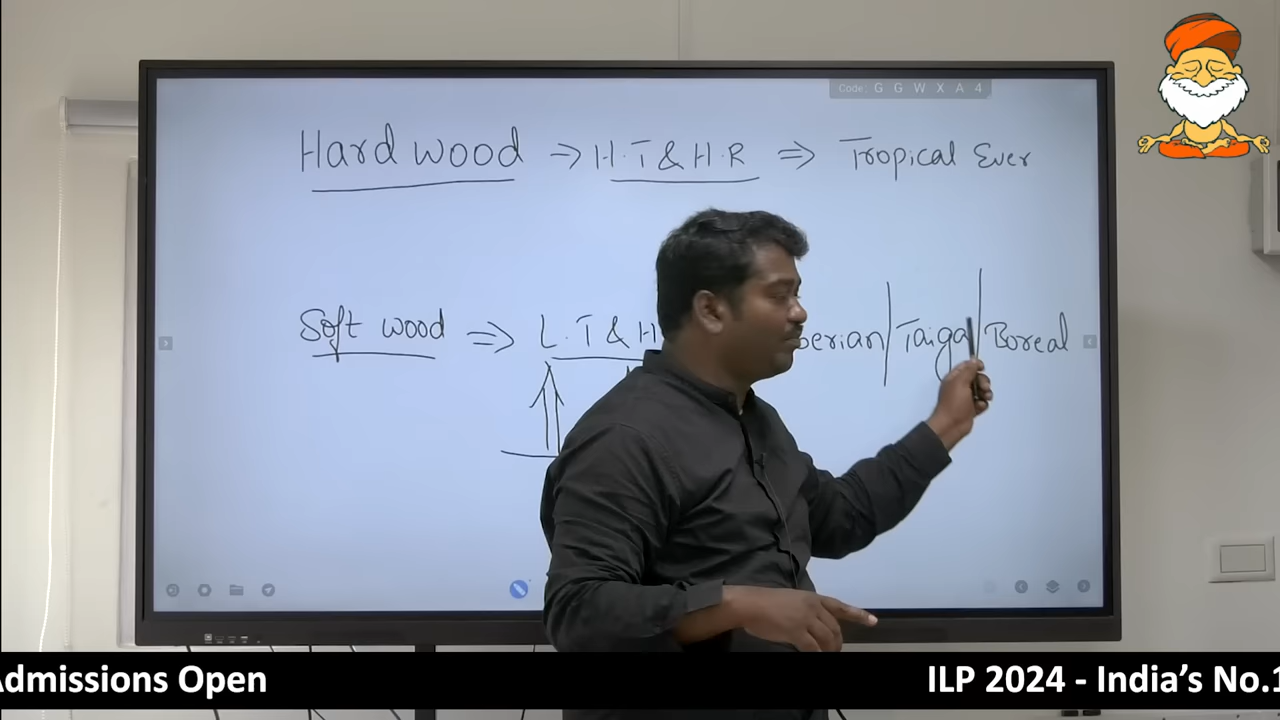 Code: G G W X A 4
Hard wood => H.T & H.R => Tropical Ever
Soft wood => L.T & H berian | Taiga | Boreal
Admissions Open ILP 2024 - India's No.1